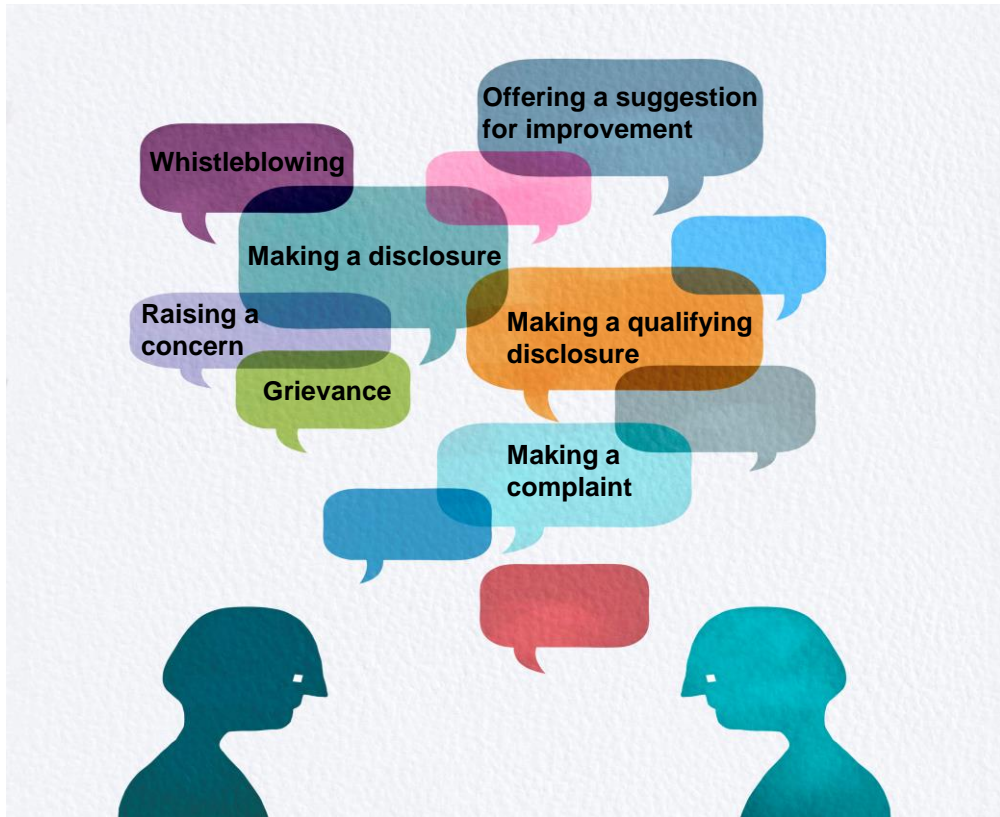 Offering a suggestion
for improvement
Whistleblowing
Making a disclosure
Raising a
concern
Making a qualifying
disclosure
Grievance
Making a
complaint